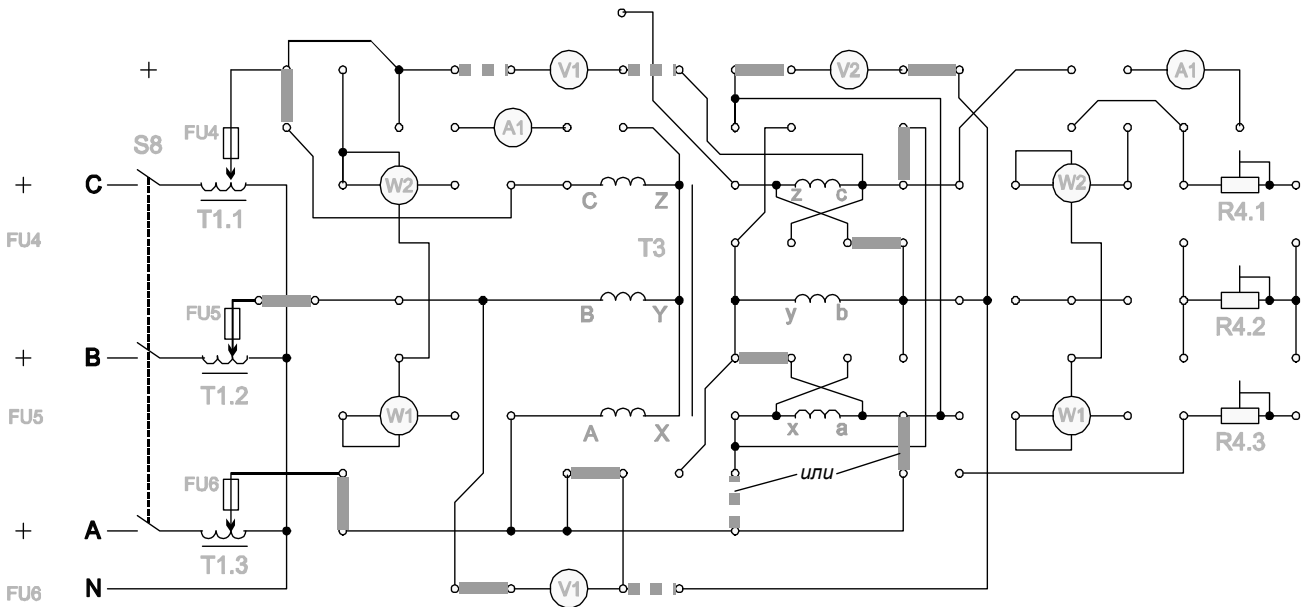 V1
V2
A1
S8
FU4
A1
C
T1.1
W2
C
Z
z
c
W2
R4.1
FU4
T3
FU5
B
Y
y
b
R4.2
B
T1.2
FU5
W1
A
X
x
a
W1
R4.3
или
FU6
A
T1.3
FU6
N
V1